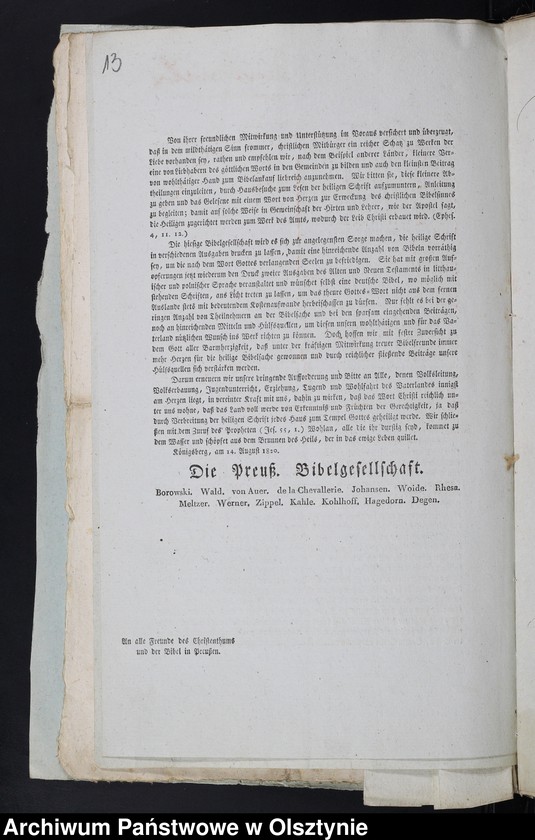 13
Von ihrer freundlichen Mitwirkung und Unterstützung im Voraus versichert und überzeugt,
daß in dem mildthätigen Sinn frommer, christlichen Mitbürger ein reicher Schatz zu Werken der
Liebe vorhanden sey, rathen und empfehlen wir, nach dem Beispiel anderer Länder, kleinere Ver-
eine von Liebhabern des göttlichen Worts in den Gemeinden zu bilden und auch den kleinsten Beitrag
von wohlthätiger Hand zum Bibelankauf liebreich anzunehmen. Wir bitten sie, diese kleinere Ab-
theilungen einzuleiten, durch Hausbesuche zum Lesen der heiligen Schrift aufzumuntern, Anleitung
zu geben und das Gelesene mit einem Wort von Herzen zur Erweckung des christlichen Bibelsinnes
zu begleiten; damit auf solche Weise in Gemeinschaft der Hirten und Lehrer, wie der Apostel sagt,
die Heiligen zugerichtet werden zum Werk des Amts, wodurch der Leib Christi erbauet wird. (Ephes.
4, 11. 12.)
Die hiesige Bibelgesellschaft wird es sich zur angelegensten Sorge machen, die heilige Schrift
in verschiedenen Ausgaben drucken zu lassen, damit eine hinreichende Anzahl von Bibeln vorräthig
sey, um die nach dem Wort Gottes verlangenden Seelen zu befriedigen. Sie hat mit großen Auf-
opferungen jetzt wiederum den Druck zweier Ausgaben des Alten und Neuen Testaments in litthau-
ischer und polnischer Sprache veranstaltet und wünschet selbst eine deutsche Bibel, wo möglich mit
stehenden Schriften, ans Licht treten zu lassen, um das theure Gottes-Wort nicht aus dem fernen
Auslande stets mit bedeutendem Kostenaufwande herbeischaffen zu dürfen. Nur fehlt es bei der ge-
ringen Anzahl von Theilnehmern an der Bibelsache und bei den sparsam eingehenden Beiträgen,
noch an hinreichenden Mitteln und Hülfsquellen, um diesen unsern wohlthätigen und für das Va-
terland nützlichen Wunsch ins Werk richten zu können. Doch hoffen wir mit fester Zuversicht zu
dem Gott aller Barmherzigkeit, daß unter der kräftigen Mitwirkung treuer Bibelfreunde immer
mehr Herzen für die heilige Bibelsache gewonnen und durch reichlicher fließende Beiträge unsere
Hülfsquellen sich verstärken werden.
Darum erneuern wir unsere dringende Aufforderung und Bitte an Alle, denen Volksbildung,
Volkserbauung, Jugendunterricht, Erziehung, Tugend und Wohlfahrt des Vaterlandes innigst
am Herzen liegt, in vereinter Kraft mit uns, dahin zu wirken, daß das Wort Christi reichlich un-
ter uns wohne, daß das Land voll werde von Erkenntniß und Früchten der Gerechtigkeit, ja daß
durch Verbreitung der heiligen Schrift jedes Haus zum Tempel Gottes geheiligt werde. Wir schlie-
ßen mit dem Zuruf des Propheten (Jes. 55, 1.) Wohlan, alle die ihr durstig seyd, kommet zu
dem Wasser und schöpfet aus dem Brunnen des Heils, der in das ewige Leben quillet.
Königsberg, am 14. August 1820.
Die Preuß. Bibelgesellschaft.
Borowski. Wald. von Auer. de la Chevallerie. Johansen. Woide. Rhesa.
Meltzer. Werner, Zippel. Kahle. Kohlhoff, Hagedorn. Degen.
An alle Freunde des Christenthums
und der Bibel in Preußen.
Archiwum Państwowe w Olsztynie